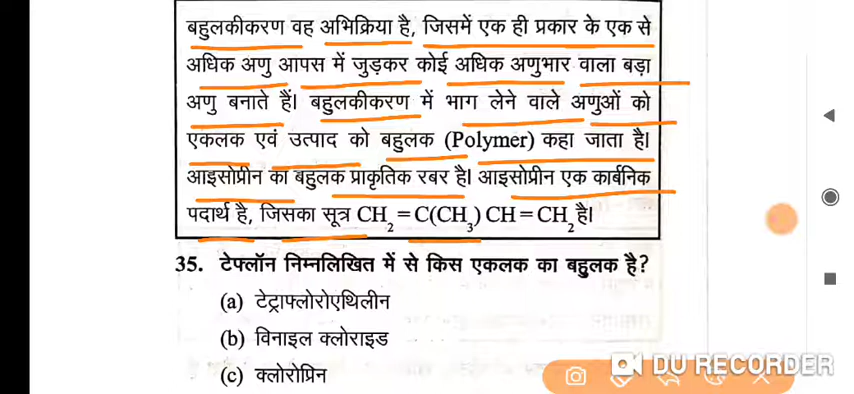 बहुलकीकरण वह अभिक्रिया है, जिसमें एक ही प्रकार के एक से
अधिक अणु आपस में जुड़कर कोई अधिक अणुभार वाला बड़ा
अणु बनाते हैं। बहुलकीकरण में भाग लेने वाले अणुओं को
एकलक एवं उत्पाद को बहुलक (Polymer) कहा जाता है।
आइसोप्रीन का बहुलक प्राकृतिक रबर है। आइसोप्रीन एक कार्बनिक
पदार्थ है, जिसका सूत्र CH₂ = C(CH₃) CH = CH₂ है।
35. टेफ्लॉन निम्नलिखित में से किस एकलक का बहुलक है?
(a) टेट्राफ्लोरोएथिलीन
(b) विनाइल क्लोराइड
(c) क्लोरोप्रिन
DU RECORDER